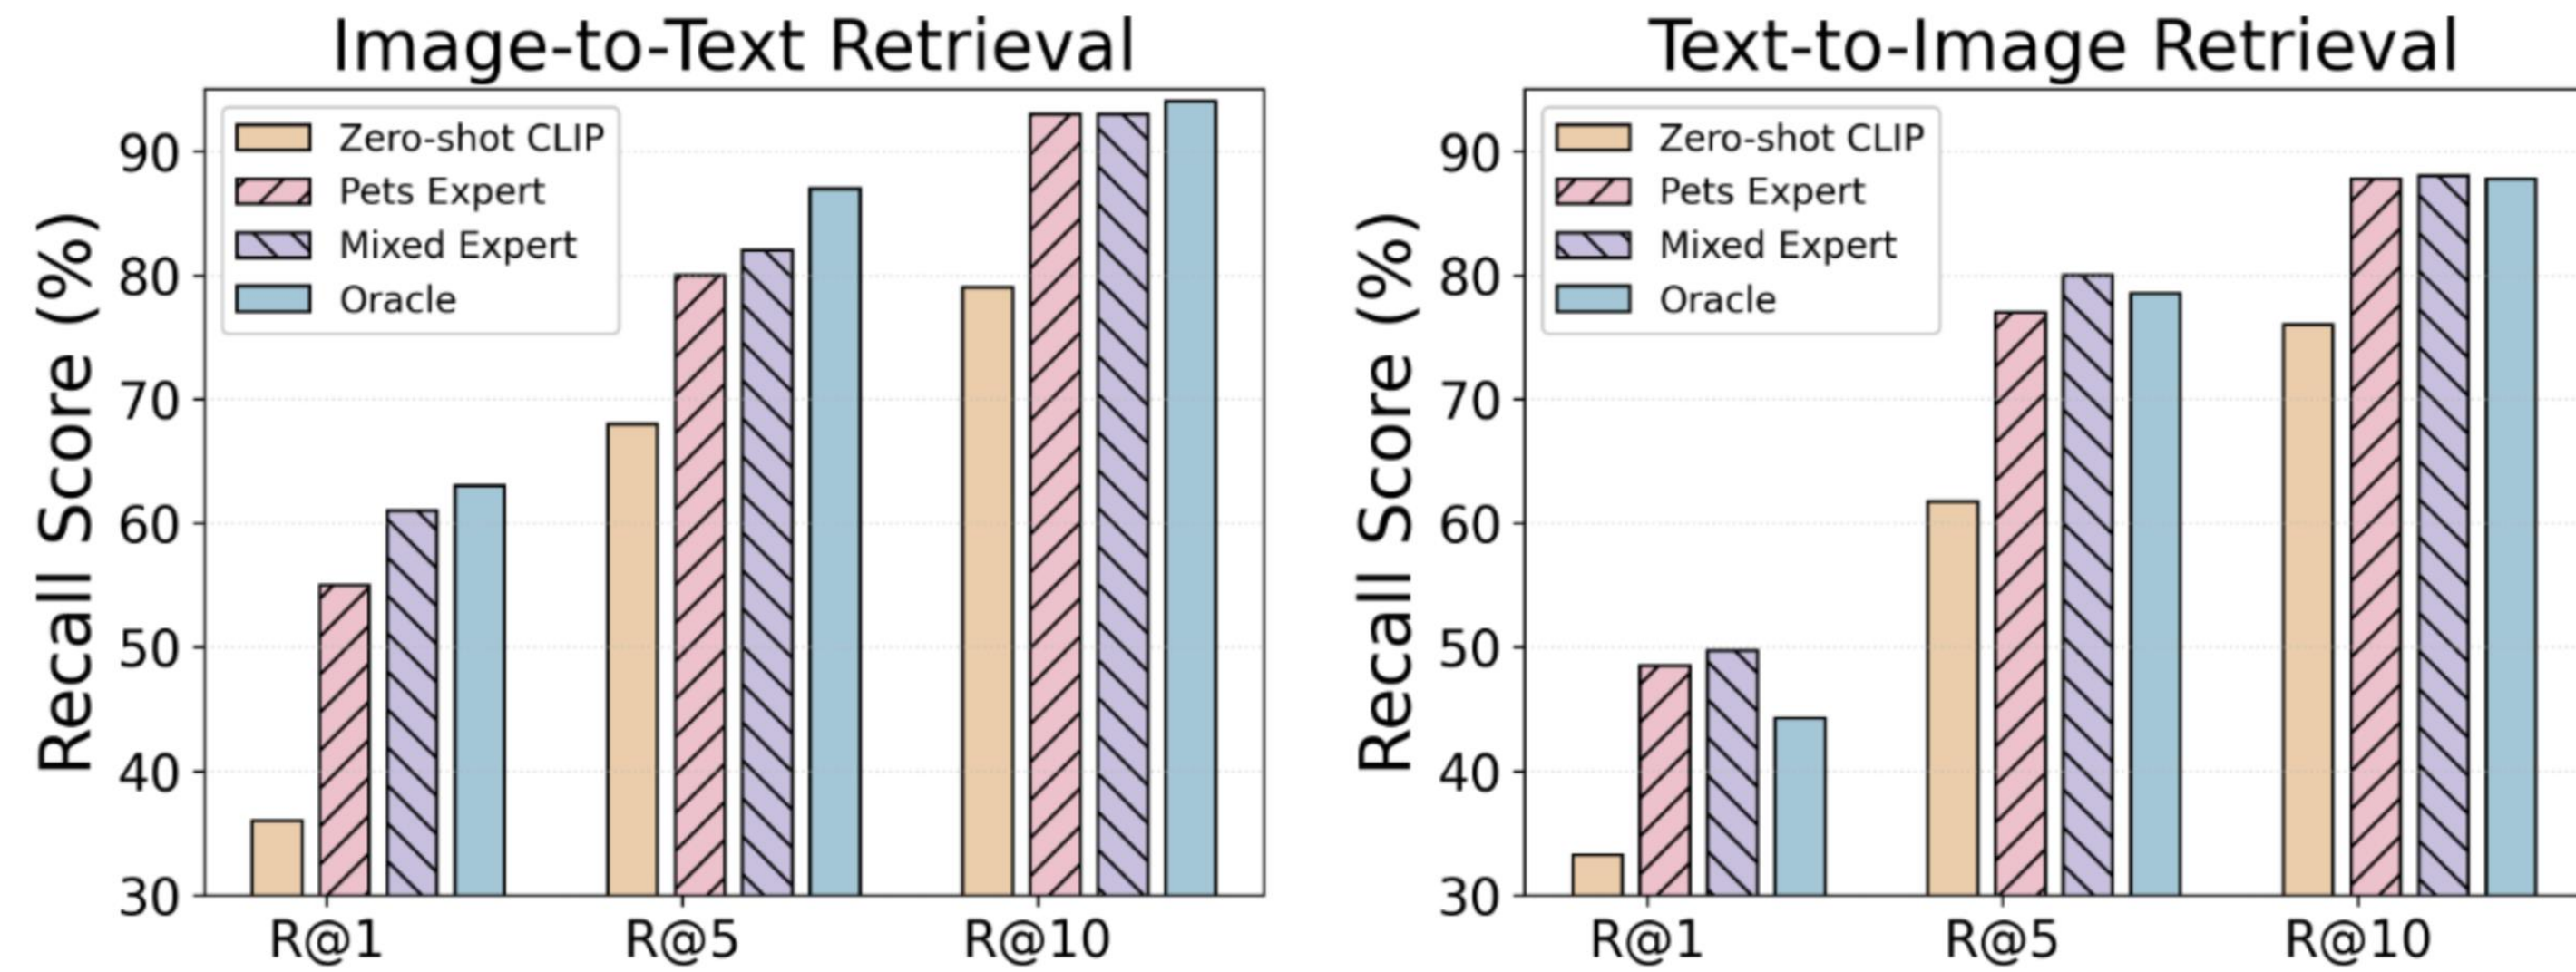 Image-to-Text Retrieval
Recall Score (%)
90
80
70
60
50
40
30
Zero-shot CLIP
Pets Expert
Mixed Expert
Oracle
R@1 R@5 R@10
Text-to-Image Retrieval
Recall Score (%)
90
80
70
60
50
40
30
Zero-shot CLIP
Pets Expert
Mixed Expert
Oracle
R@1 R@5 R@10